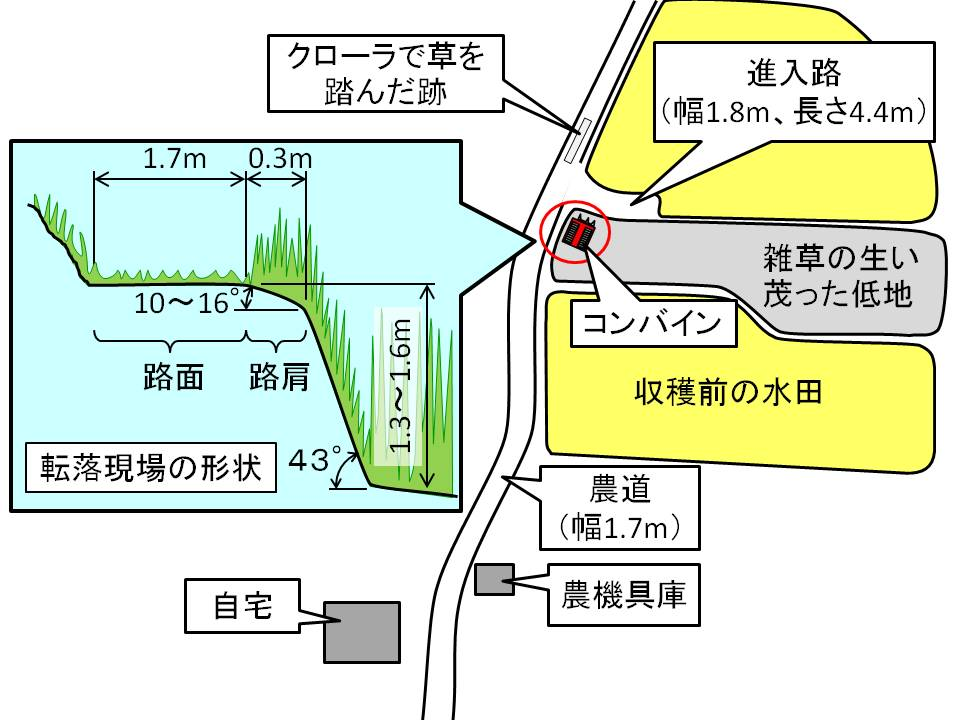 クローラで草を
踏んだ跡
進入路
（幅1.8m、長さ4.4m）
1.7m
0.3m
10～16°
1.3～1.6m
路面
路肩
転落現場の形状
43°
雑草の生い
茂った低地
コンバイン
収穫前の水田
農道
（幅1.7m）
農機具庫
自宅